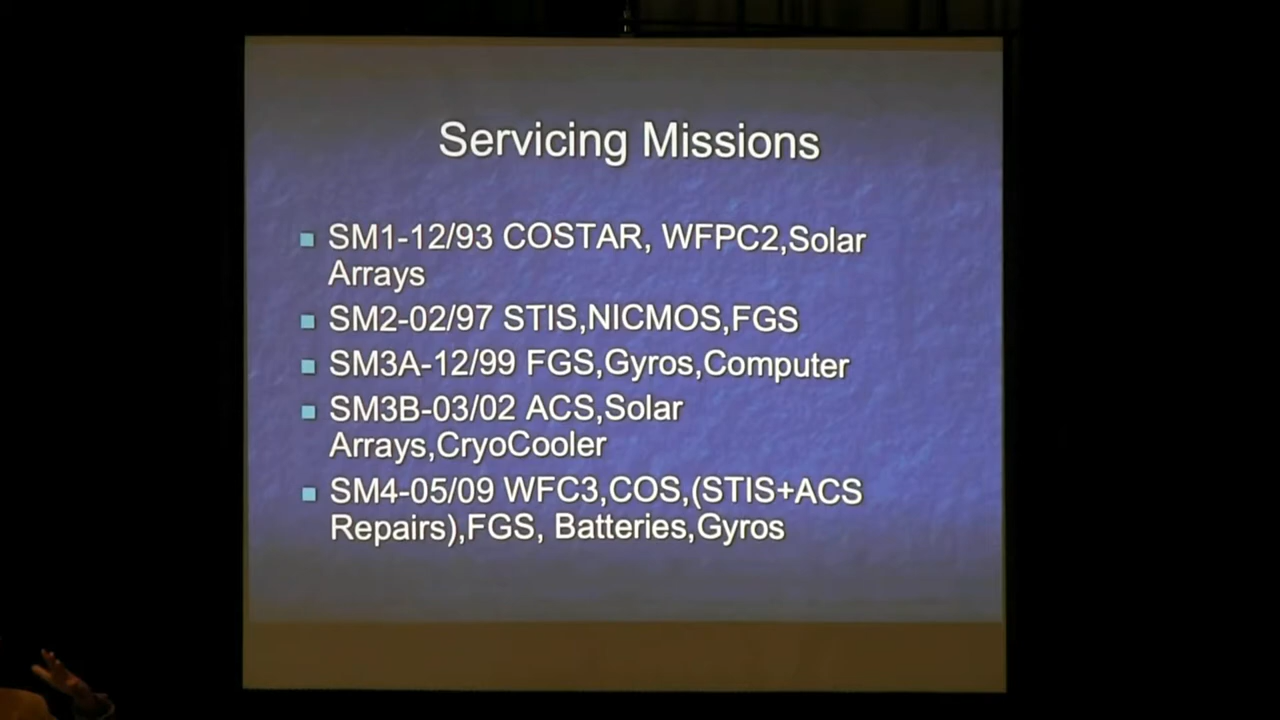 Servicing Missions
SM1-12/93 COSTAR, WFPC2,Solar
Arrays
SM2-02/97 STIS,NICMOS,FGS
SM3A-12/99 FGS,Gyros,Computer
SM3B-03/02 ACS,Solar
Arrays,CryoCooler
SM4-05/09 WFC3,COS,(STIS+ACS
Repairs),FGS, Batteries,Gyros